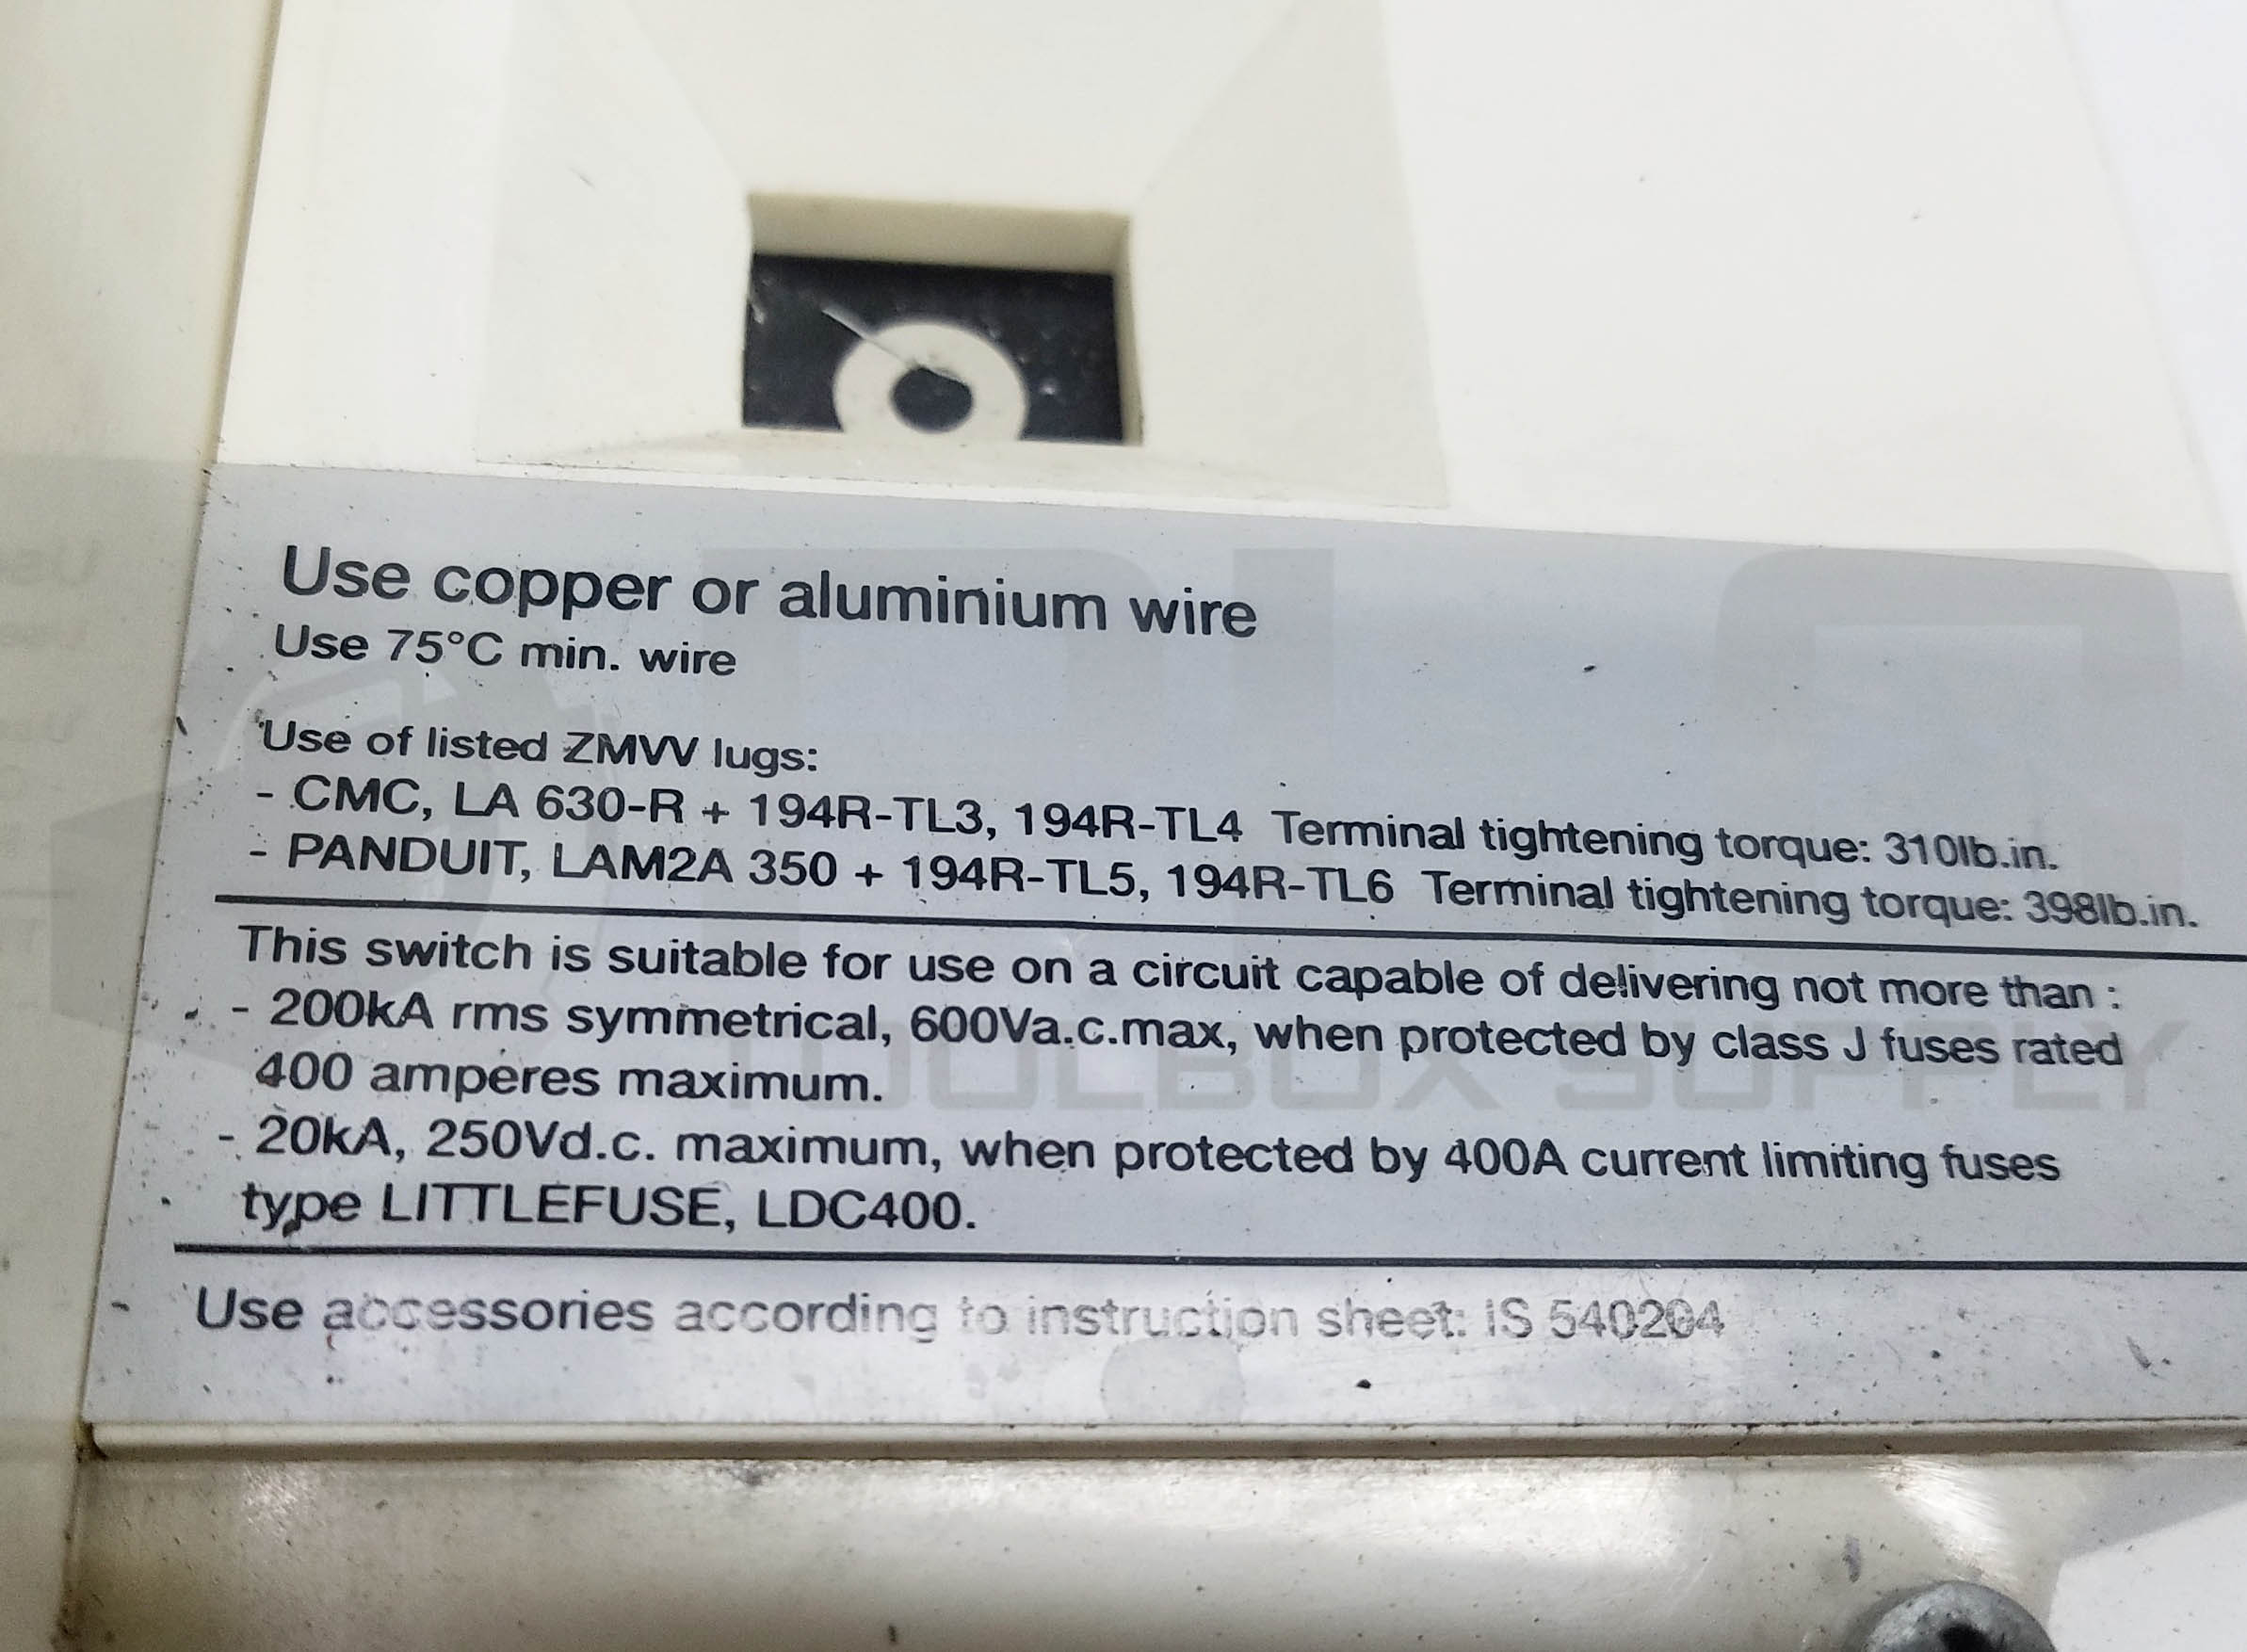 Use copper or aluminium wire
Use 75°C min. wire
Use of listed ZMVV lugs:
- CMC, LA 630-R + 194R-TL3, 194R-TL4 Terminal tightening torque: 310lb.in.
- PANDUIT, LAM2A 350 + 194R-TL5, 194R-TL6 Terminal tightening torque: 398lb.in.
This switch is suitable for use on a circuit capable of delivering not more than :
- 200kA rms symmetrical, 600Va.c.max, when protected by class J fuses rated
400 amperes maximum.
- 20kA, 250Vd.c. maximum, when protected by 400A current limiting fuses
type LITTLEFUSE, LDC400.
Use accessories according to instruction sheet: IS 540204
TOOLBOX SUPPLY